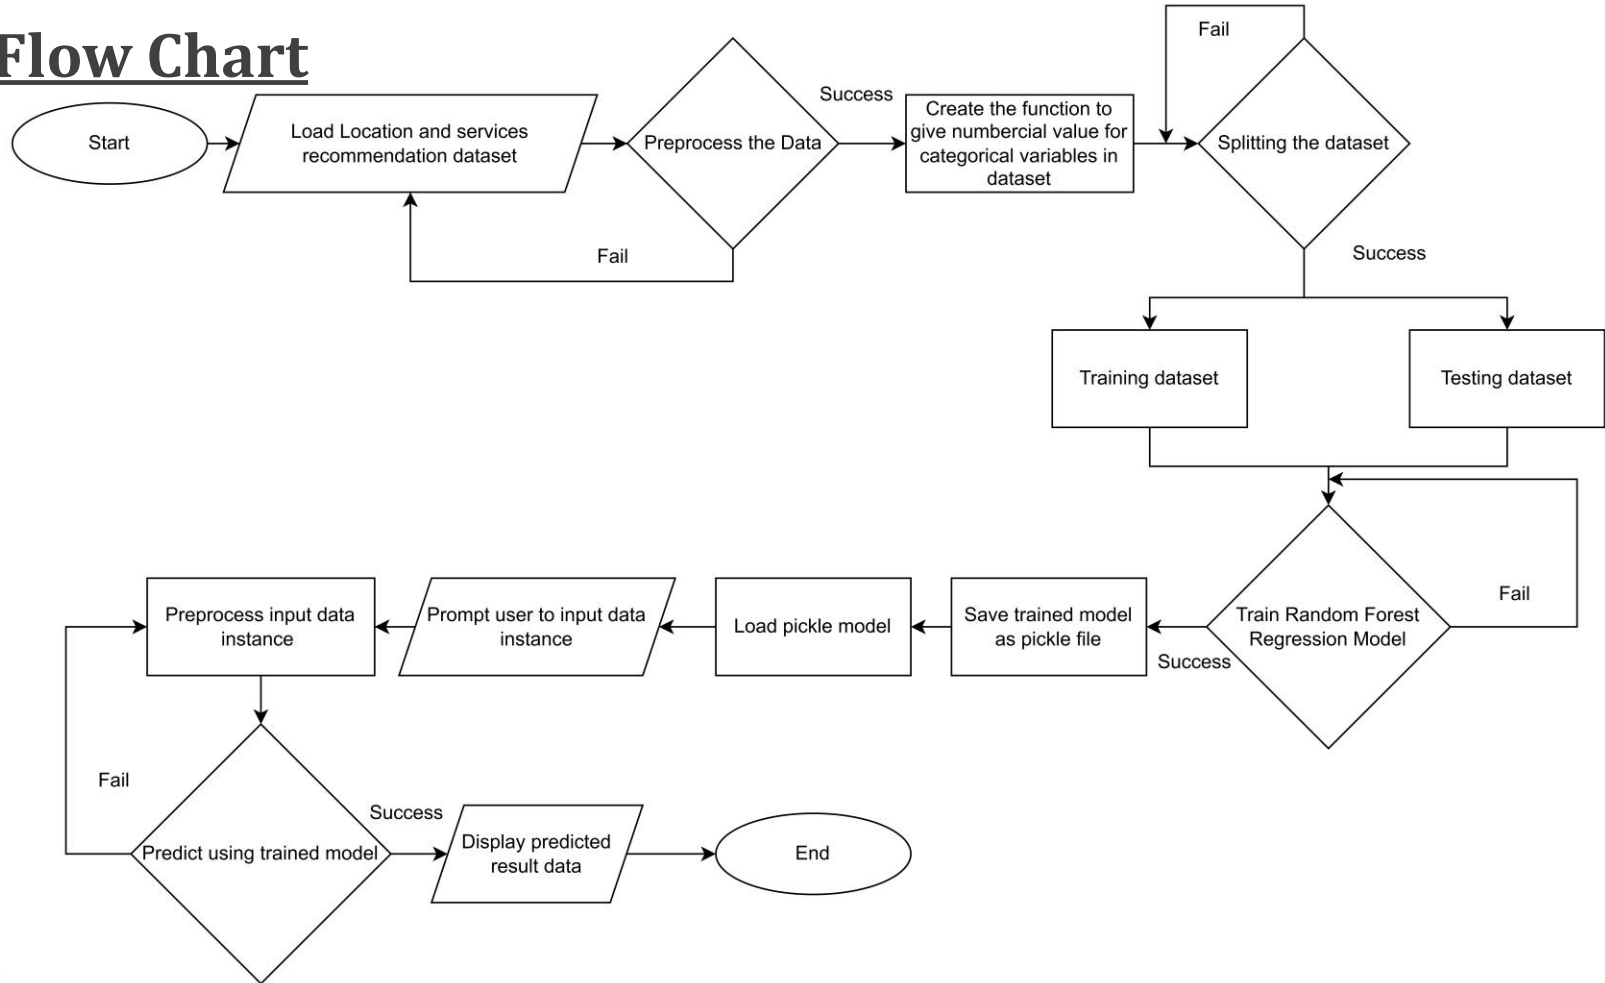 Flow Chart
Start
Load Location and services
recommendation dataset
Preprocess the Data
Success
Fail
Create the function to
give numbercial value for
categorical variables in
dataset
Fail
Splitting the dataset
Success
Training dataset
Testing dataset
Train Random Forest
Regression Model
Fail
Success
Save trained model
as pickle file
Load pickle model
Prompt user to input data
instance
Preprocess input data
instance
Fail
Predict using trained model
Success
Display predicted
result data
End